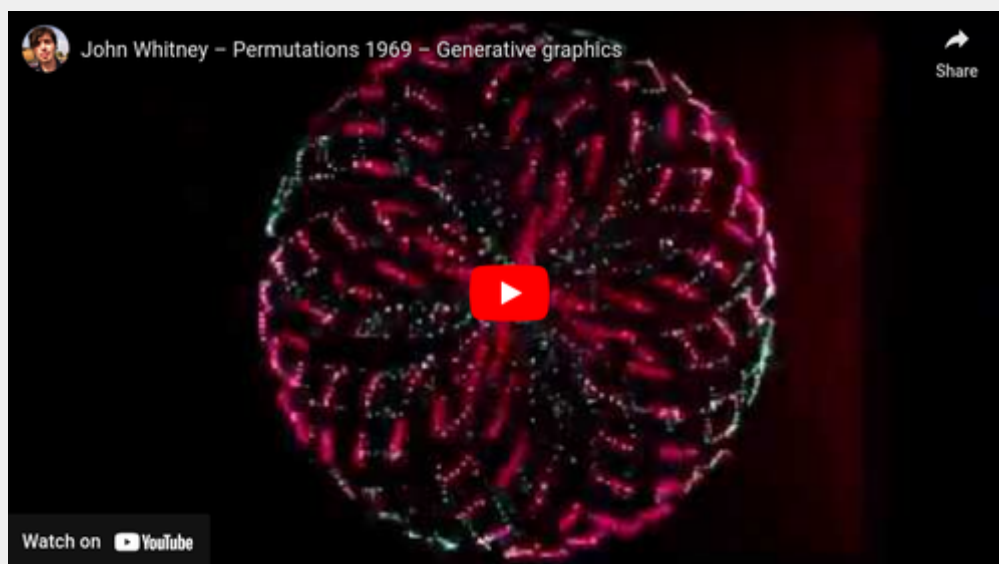 John Whitney – Permutations 1969 – Generative graphics
Share
Watch on YouTube